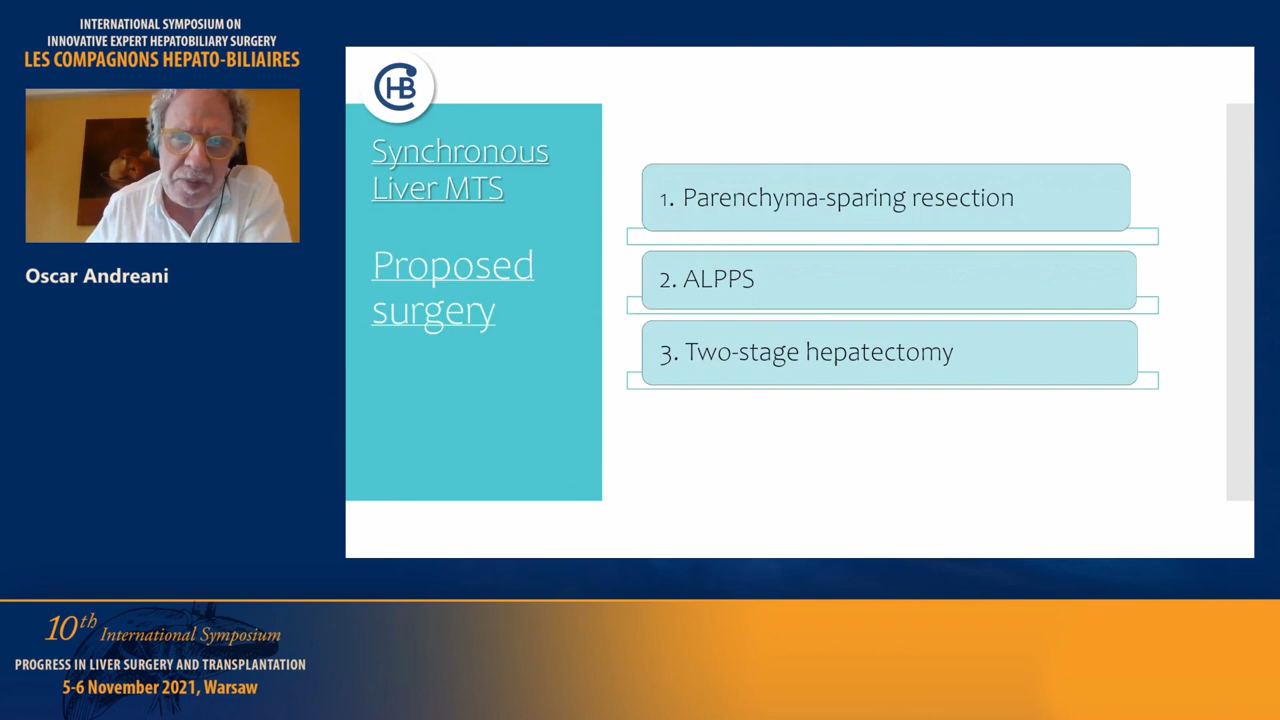 INTERNATIONAL SYMPOSIUM ON
INNOVATIVE EXPERT HEPATOBILIARY SURGERY
LES COMPAGNONS HEPATO-BILIAIRES
Oscar Andreani
CHB
Synchronous
Liver MTS
Proposed
surgery
1. Parenchyma-sparing resection
2. ALPPS
3. Two-stage hepatectomy
10th International Symposium
PROGRESS IN LIVER SURGERY AND TRANSPLANTATION
5-6 November 2021, Warsaw